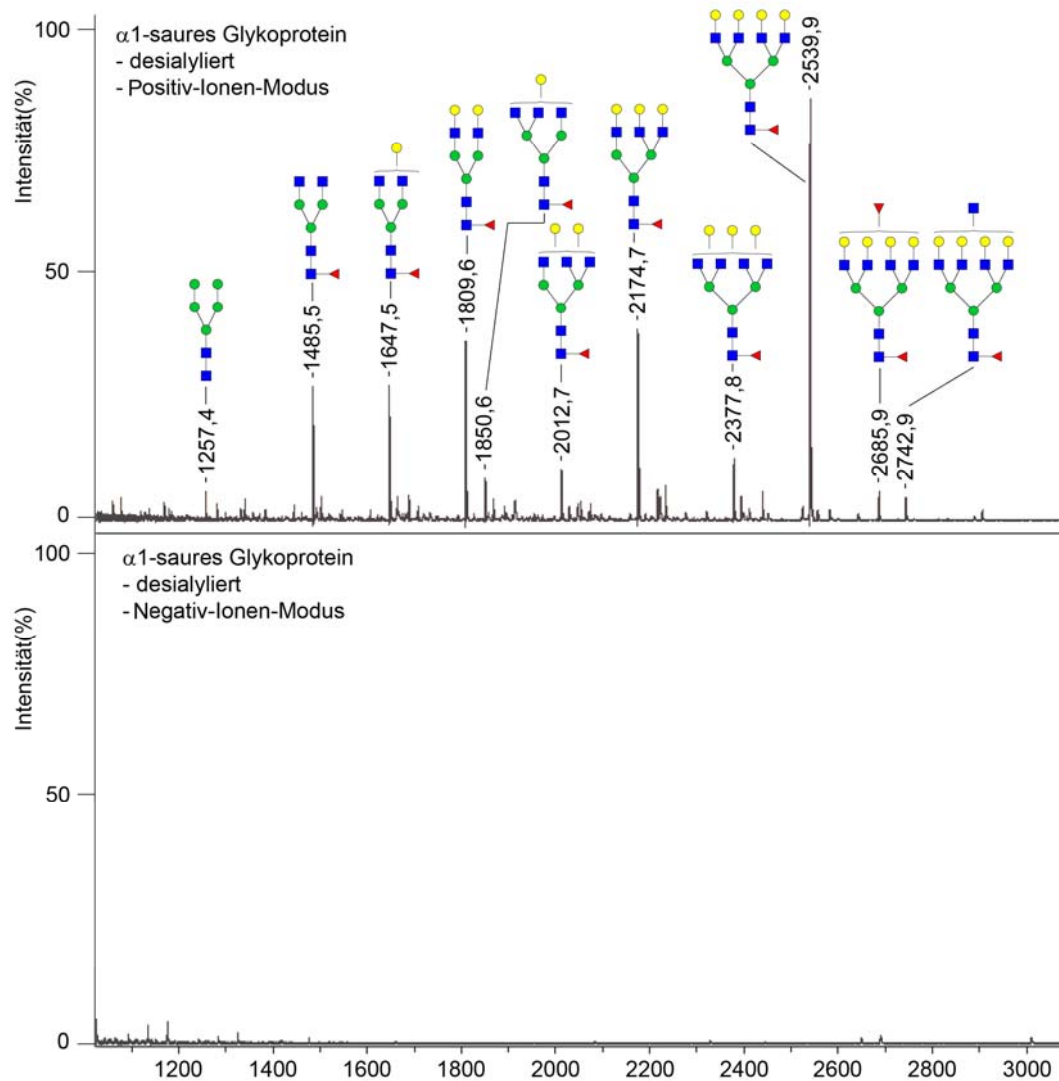 100
Intensität(%)
α1-saures Glykoprotein
- desialyliert
- Positiv-Ionen-Modus
50
0
1257,4
1485,5
1647,5
1809,6
1850,6
2012,7
2174,7
2377,8
2539,9
2685,9
2742,9
100
Intensität(%)
α1-saures Glykoprotein
- desialyliert
- Negativ-Ionen-Modus
50
0
1200 1400 1600 1800 2000 2200 2400 2600 2800 3000